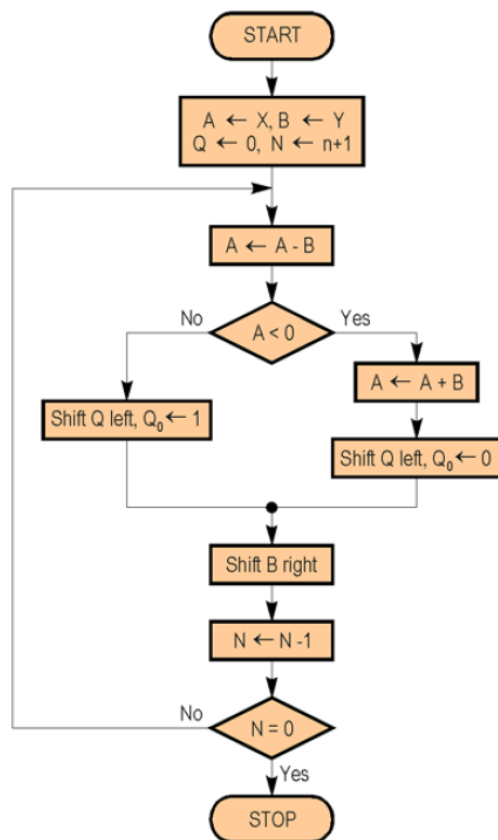 START
A ← X, B ← Y
Q ← 0, N ← n+1
A ← A - B
No
A < 0
Yes
A ← A + B
Shift Q left, Q₀ ← 1
Shift Q left, Q₀ ← 0
Shift B right
N ← N -1
No
N = 0
Yes
STOP